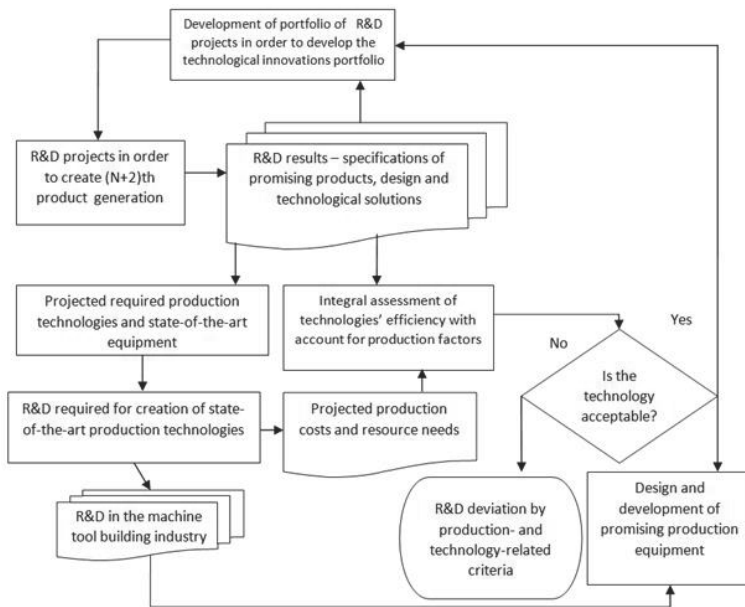 Development of portfolio of R&D
projects in order to develop the
technological innovations portfolio
R&D projects in order
to create (N+2)th
product generation
R&D results – specifications of
promising products, design and
technological solutions
Projected required production
technologies and state-of-the-art
equipment
Integral assessment of
technologies’ efficiency with
account for production factors
No
Yes
Is the
technology
acceptable?
R&D required for creation of state-
of-the-art production technologies
Projected production
costs and resource needs
R&D in the machine
tool building industry
R&D deviation by
production- and
technology-related
criteria
Design and
development of
promising production
equipment